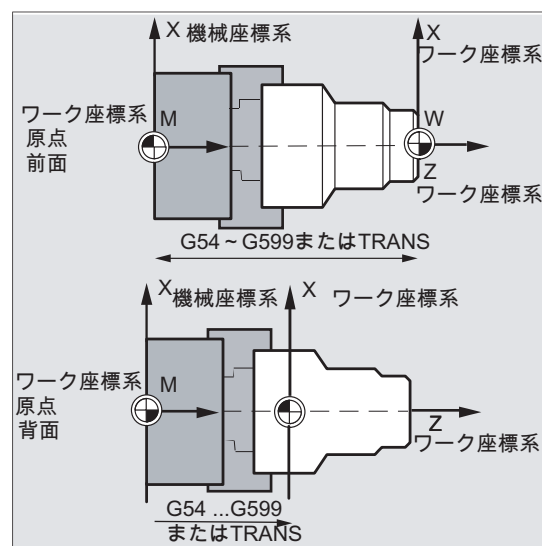 X 機械座標系
X
ワーク座標系
ワーク座標系
原点
前面
M
W
Z
ワーク座標系
G54～G599またはTRANS
X
機械座標系
X
ワーク座標系
ワーク座標系
原点
背面
M
Z
ワーク座標系
G54 ...G599
またはTRANS